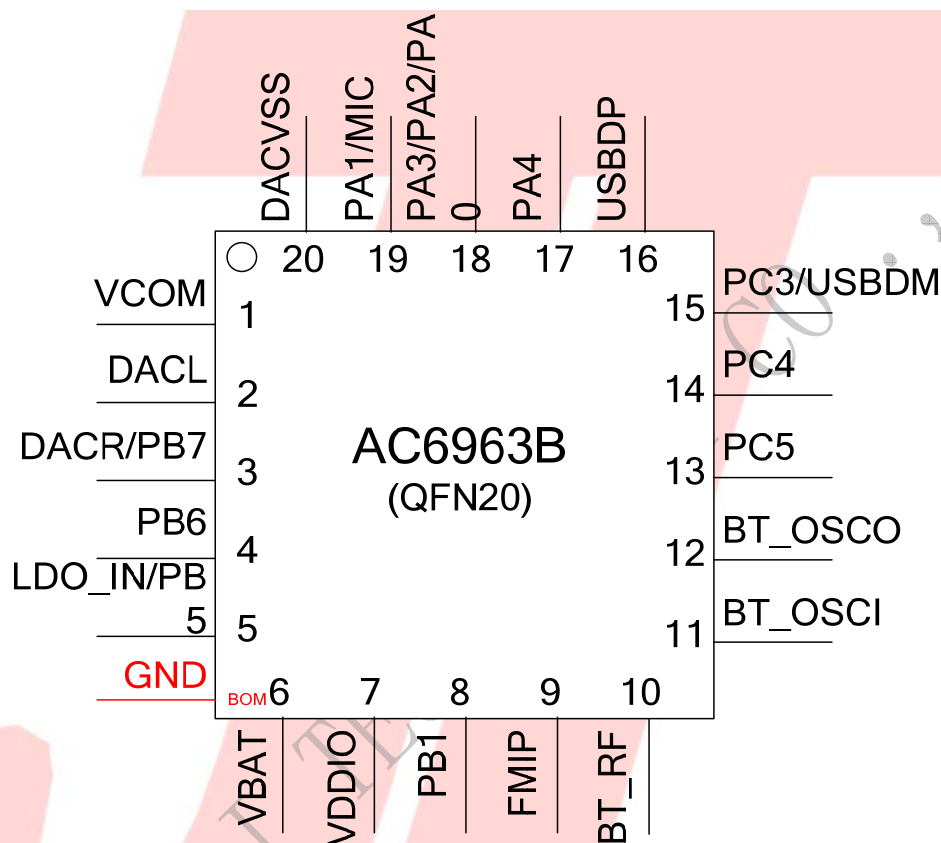 DACVSS
PA1/MIC
PA3/PA2/PA
0
PA4
USBDP
20
19
18
17
16
VCOM
1
DACL
2
DACR/PB7
3
PB6
4
LDO_IN/PB
5
5
GND
BOM
AC6963B
(QFN20)
15
PC3/USBDM
14
PC4
13
PC5
12
BT_OSCO
11
BT_OSCI
6
7
8
9
10
VBAT
VDDIO
PB1
FMIP
BT_RF
CO.,